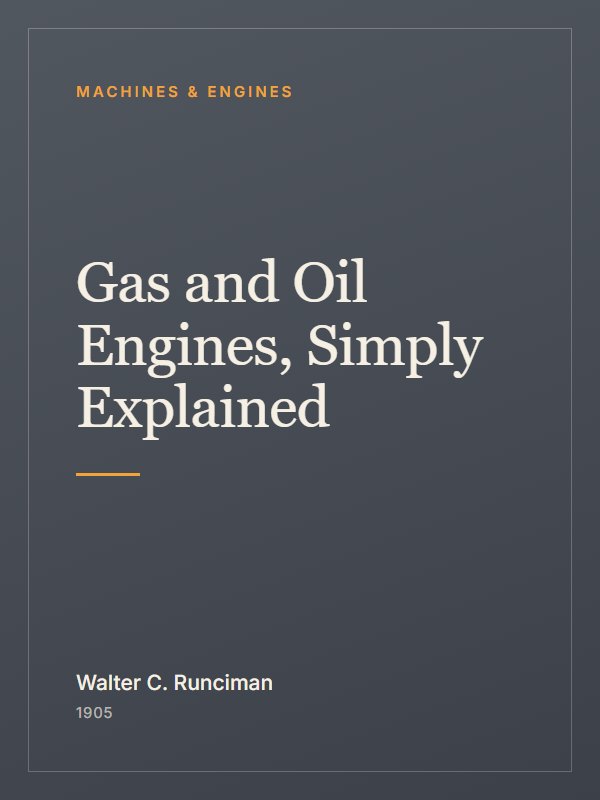 MACHINES & ENGINES
Gas and Oil
Engines, Simply
Explained
Walter C. Runciman
1905